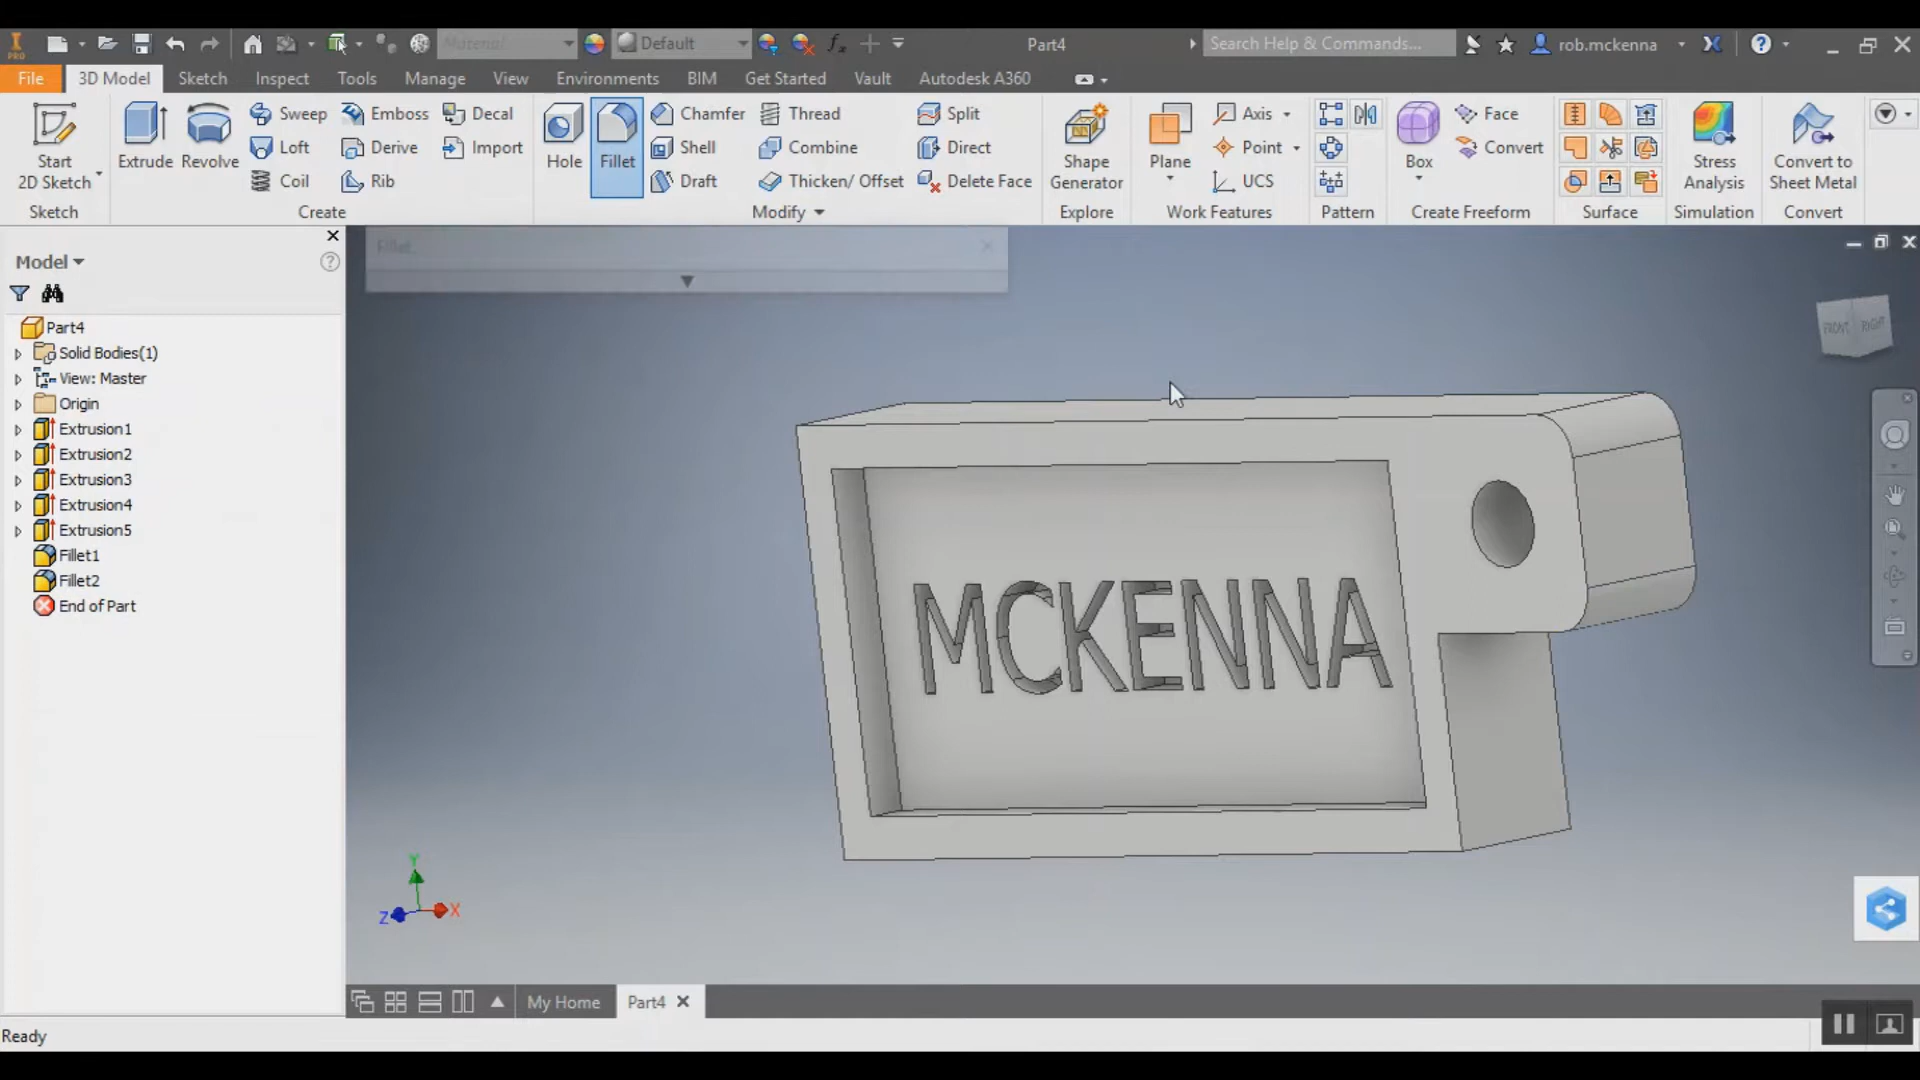 PRO Material Default Part4 Search Help & Commands... rob.mckenna
File 3D Model Sketch Inspect Tools Manage View Environments BIM Get Started Vault Autodesk A360
Start 2D Sketch
Sketch
Extrude Revolve Sweep Emboss Decal
Loft Derive Import
Coil Rib
Create
Hole Fillet Chamfer Thread Split
Shell Combine Direct
Draft Thicken/ Offset Delete Face
Modify
Shape Generator
Explore
Plane Axis
Point
UCS
Work Features
Pattern
Box Face
Convert
Create Freeform
Surface
Stress Analysis
Simulation
Convert to Sheet Metal
Convert
Model
Part4
Solid Bodies(1)
View: Master
Origin
Extrusion1
Extrusion2
Extrusion3
Extrusion4
Extrusion5
Fillet1
Fillet2
End of Part
Fillet
FRONT RIGHT
MCKENNA
Y
Z X
My Home Part4
Ready